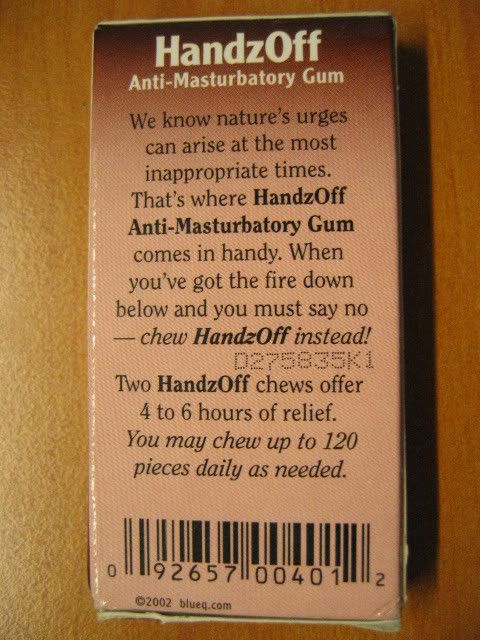 HandzOff
Anti-Masturbatory Gum
We know nature's urges
can arise at the most
inappropriate times.
That's where HandzOff
Anti-Masturbatory Gum
comes in handy. When
you've got the fire down
below and you must say no
— chew HandzOff instead!
D275835K1
Two HandzOff chews offer
4 to 6 hours of relief.
You may chew up to 120
pieces daily as needed.
0 92657 00401 2
©2002 blueq.com